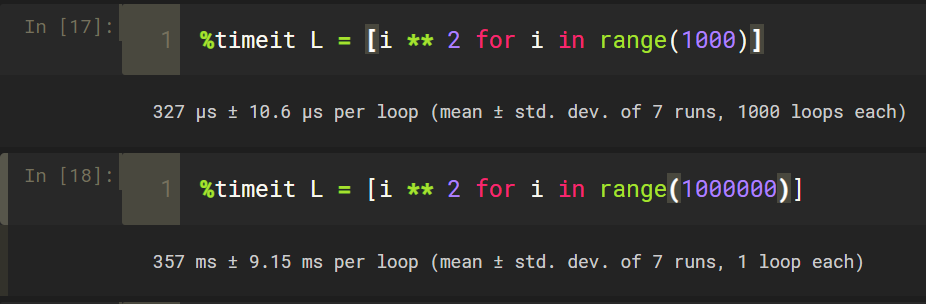 In [17]:
1 %timeit L = [i ** 2 for i in range(1000)]
327 µs ± 10.6 µs per loop (mean ± std. dev. of 7 runs, 1000 loops each)
In [18]:
1 %timeit L = [i ** 2 for i in range(1000000)]
357 ms ± 9.15 ms per loop (mean ± std. dev. of 7 runs, 1 loop each)